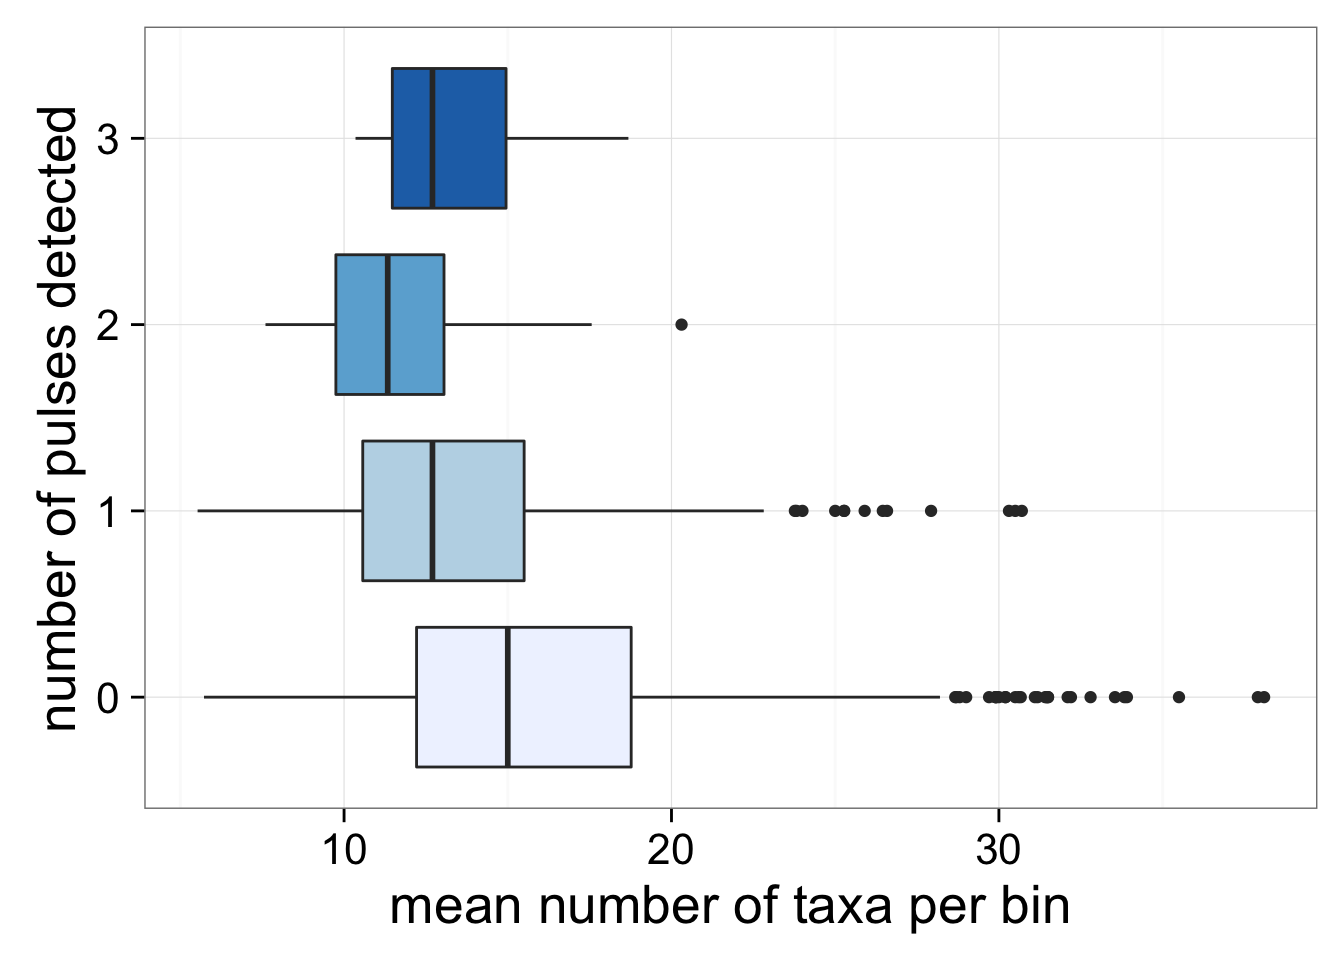 number of pulses detected
3
2
1
0
10 20 30
mean number of taxa per bin